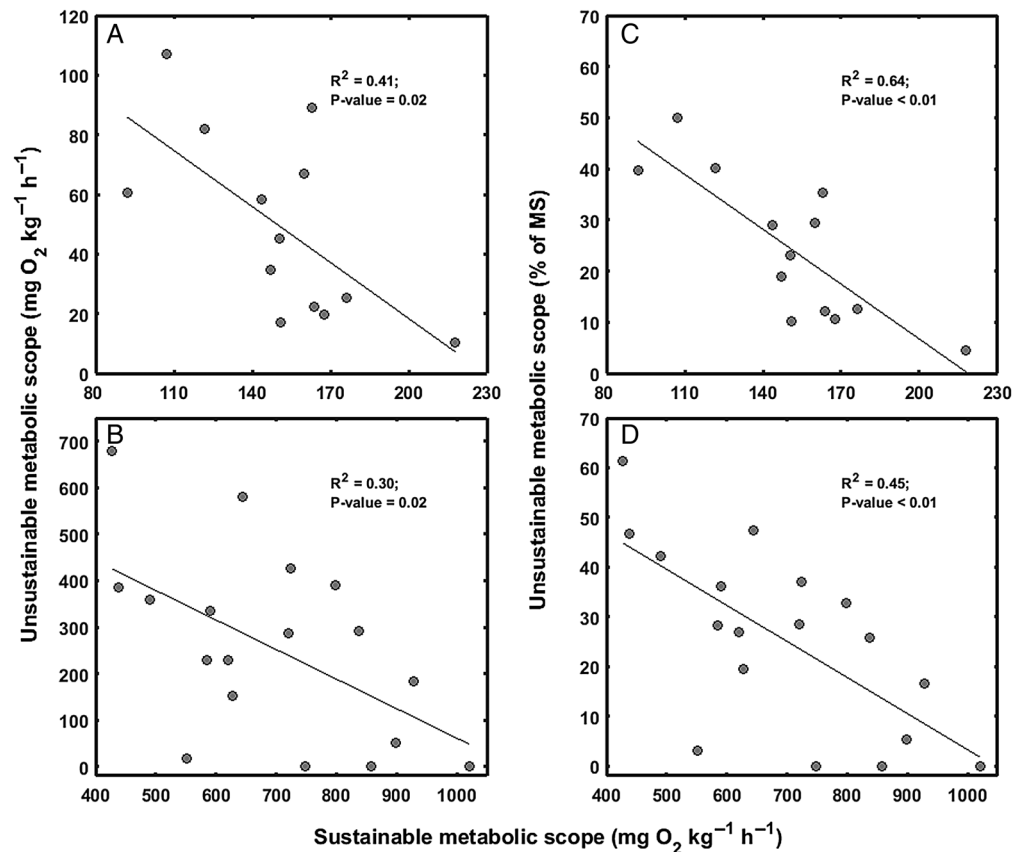 A
R² = 0.41;
P-value = 0.02
120
100
80
60
40
20
0
80 110 140 170 200 230
C
R² = 0.64;
P-value < 0.01
70
60
50
40
30
20
10
0
80 110 140 170 200 230
B
R² = 0.30;
P-value = 0.02
700
600
500
400
300
200
100
0
400 500 600 700 800 900 1000
D
R² = 0.45;
P-value < 0.01
70
60
50
40
30
20
10
0
400 500 600 700 800 900 1000
Unsustainable metabolic scope (mg O₂ kg⁻¹ h⁻¹)
Unsustainable metabolic scope (% of MS)
Sustainable metabolic scope (mg O₂ kg⁻¹ h⁻¹)